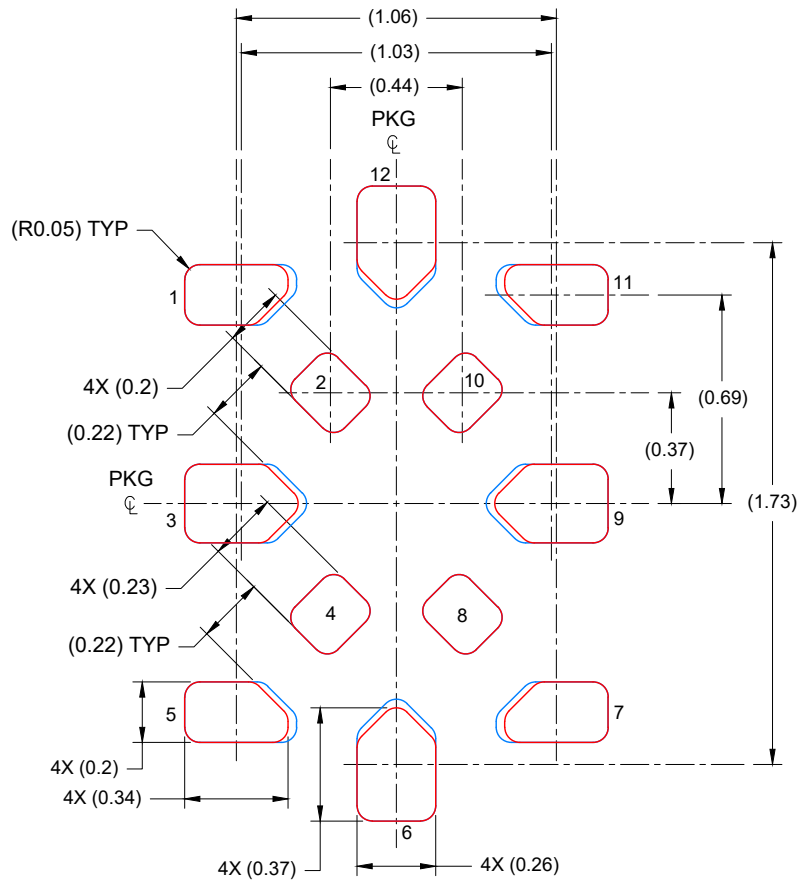 (1.06)
(1.03)
(0.44)
PKG
℄
12
(R0.05) TYP
1
11
4X (0.2)
2
10
(0.69)
(0.22) TYP
(0.37)
PKG
℄
3
9
(1.73)
4X (0.23)
4
8
(0.22) TYP
5
7
4X (0.2)
4X (0.34)
6
4X (0.37)
4X (0.26)